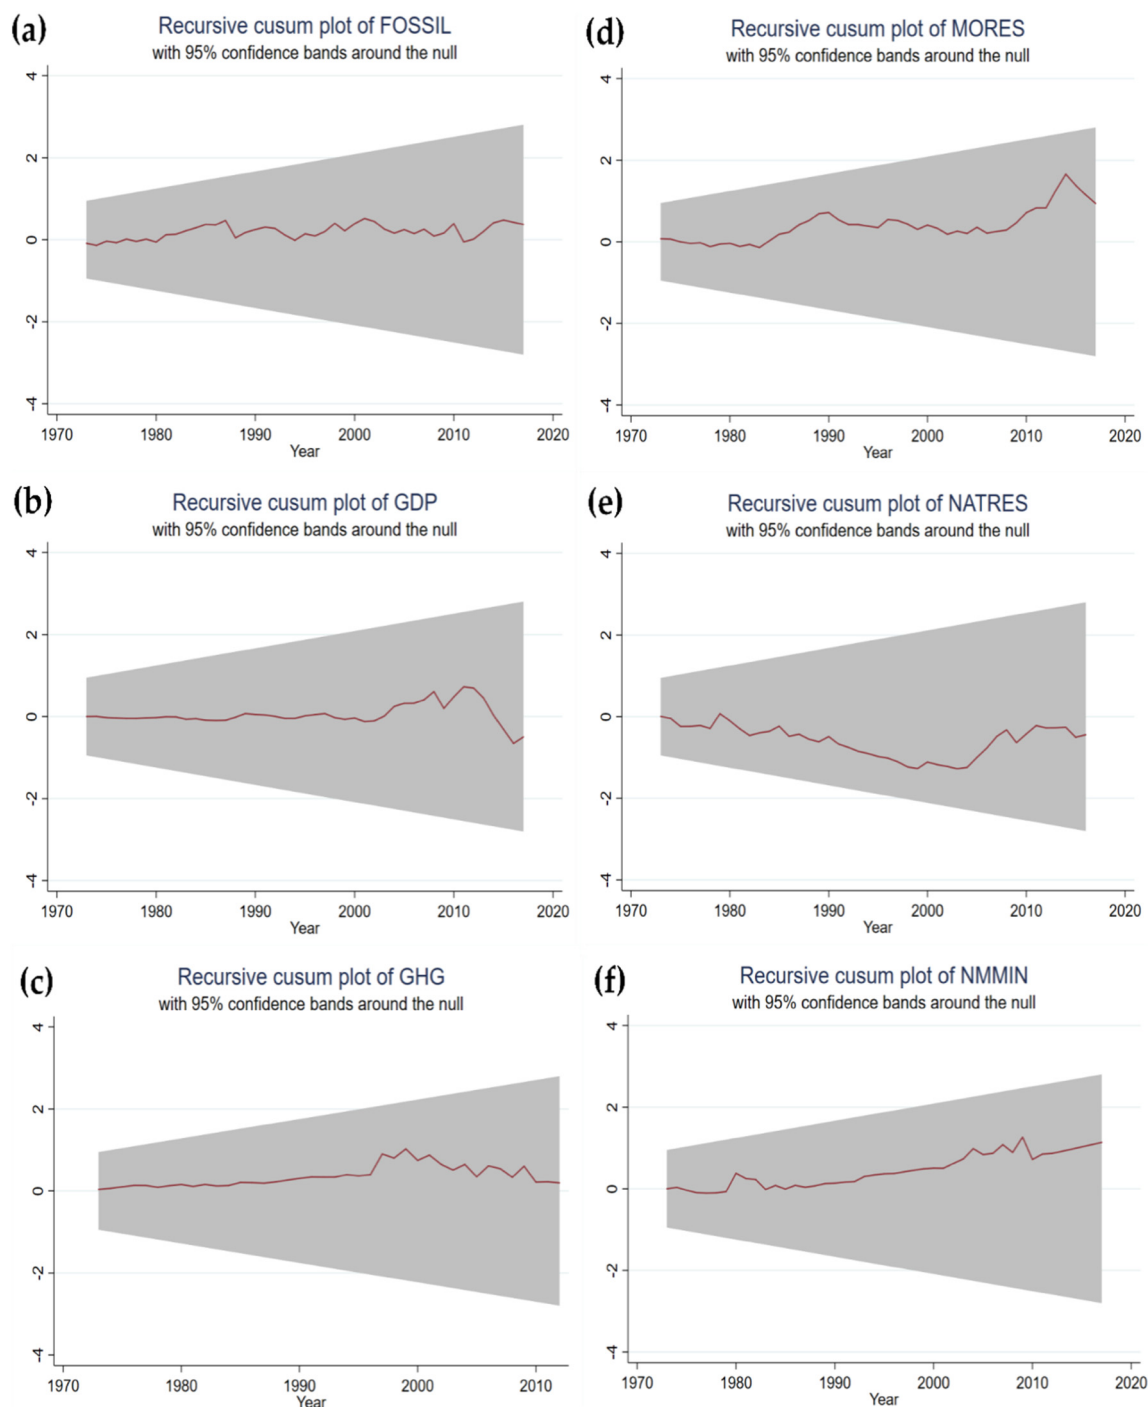 (a)
Recursive cusum plot of FOSSIL
with 95% confidence bands around the null
4
2
0
-2
-4
1970 1980 1990 2000 2010 2020
Year
(d)
Recursive cusum plot of MORES
with 95% confidence bands around the null
4
2
0
-2
-4
1970 1980 1990 2000 2010 2020
Year
(b)
Recursive cusum plot of GDP
with 95% confidence bands around the null
4
2
0
-2
-4
1970 1980 1990 2000 2010 2020
Year
(e)
Recursive cusum plot of NATRES
with 95% confidence bands around the null
4
2
0
-2
-4
1970 1980 1990 2000 2010 2020
Year
(c)
Recursive cusum plot of GHG
with 95% confidence bands around the null
4
2
0
-2
-4
1970 1980 1990 2000 2010
Year
(f)
Recursive cusum plot of NMMIN
with 95% confidence bands around the null
4
2
0
-2
-4
1970 1980 1990 2000 2010 2020
Year